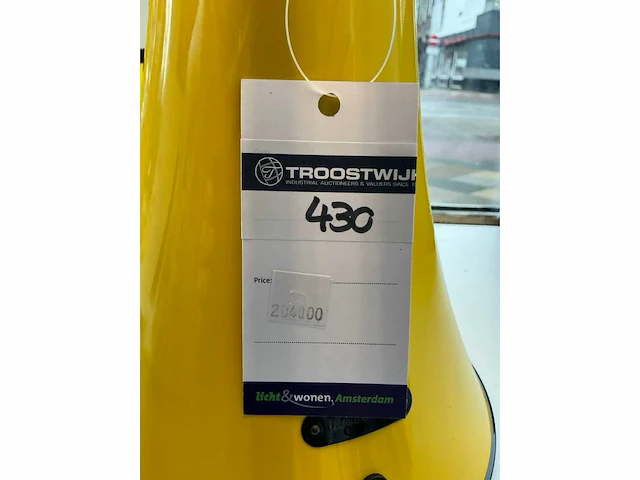 TROOSTWIJK
INDUSTRIAL AUCTIONEERS & VALUERS SINCE
430
Price:
licht&wonen, Amsterdam